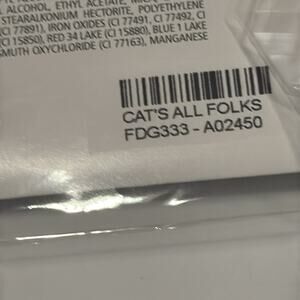 ALCOHOL, ETHYL ACETATE,
STEARALKONIUM HECTORITE, POLYETHYLENE
(CI 77891), IRON OXIDES (CI 77491, CI 77492, CI
(CI 15850), RED 34 LAKE (CI 15880), BLUE 1 LAKE
SMUTH OXYCHLORIDE (CI 77163), MANGANESE
CAT'S ALL FOLKS
FDG333 - A02450